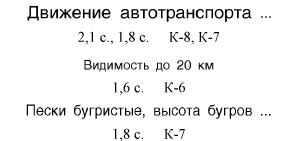 Движение автотранспорта ...
2,1 с., 1,8 с. К-8, К-7
Видимость до 20 км
1,6 с. К-6
Пески бугристые, высота бугров ...
1,8 с. К-7